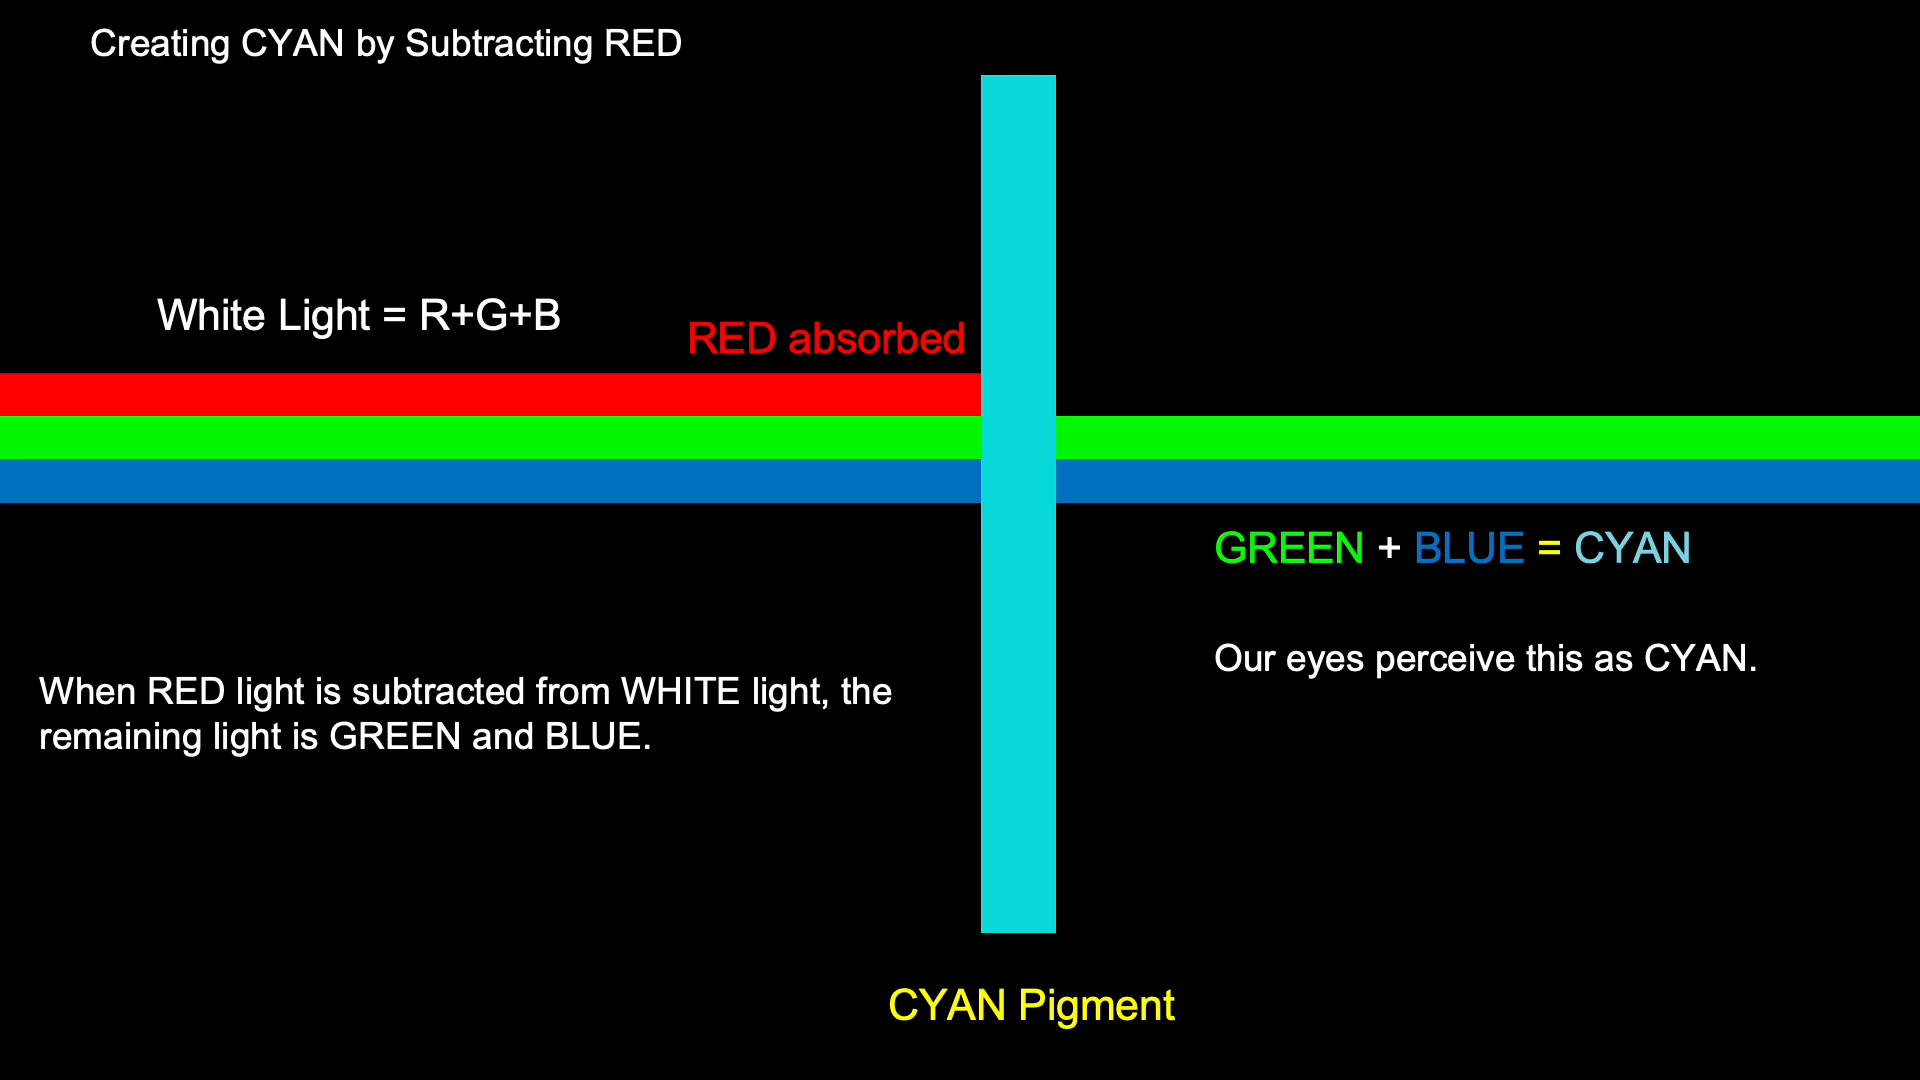 Creating CYAN by Subtracting RED
White Light = R+G+B
RED absorbed
GREEN + BLUE = CYAN
Our eyes perceive this as CYAN.
When RED light is subtracted from WHITE light, the
remaining light is GREEN and BLUE.
CYAN Pigment